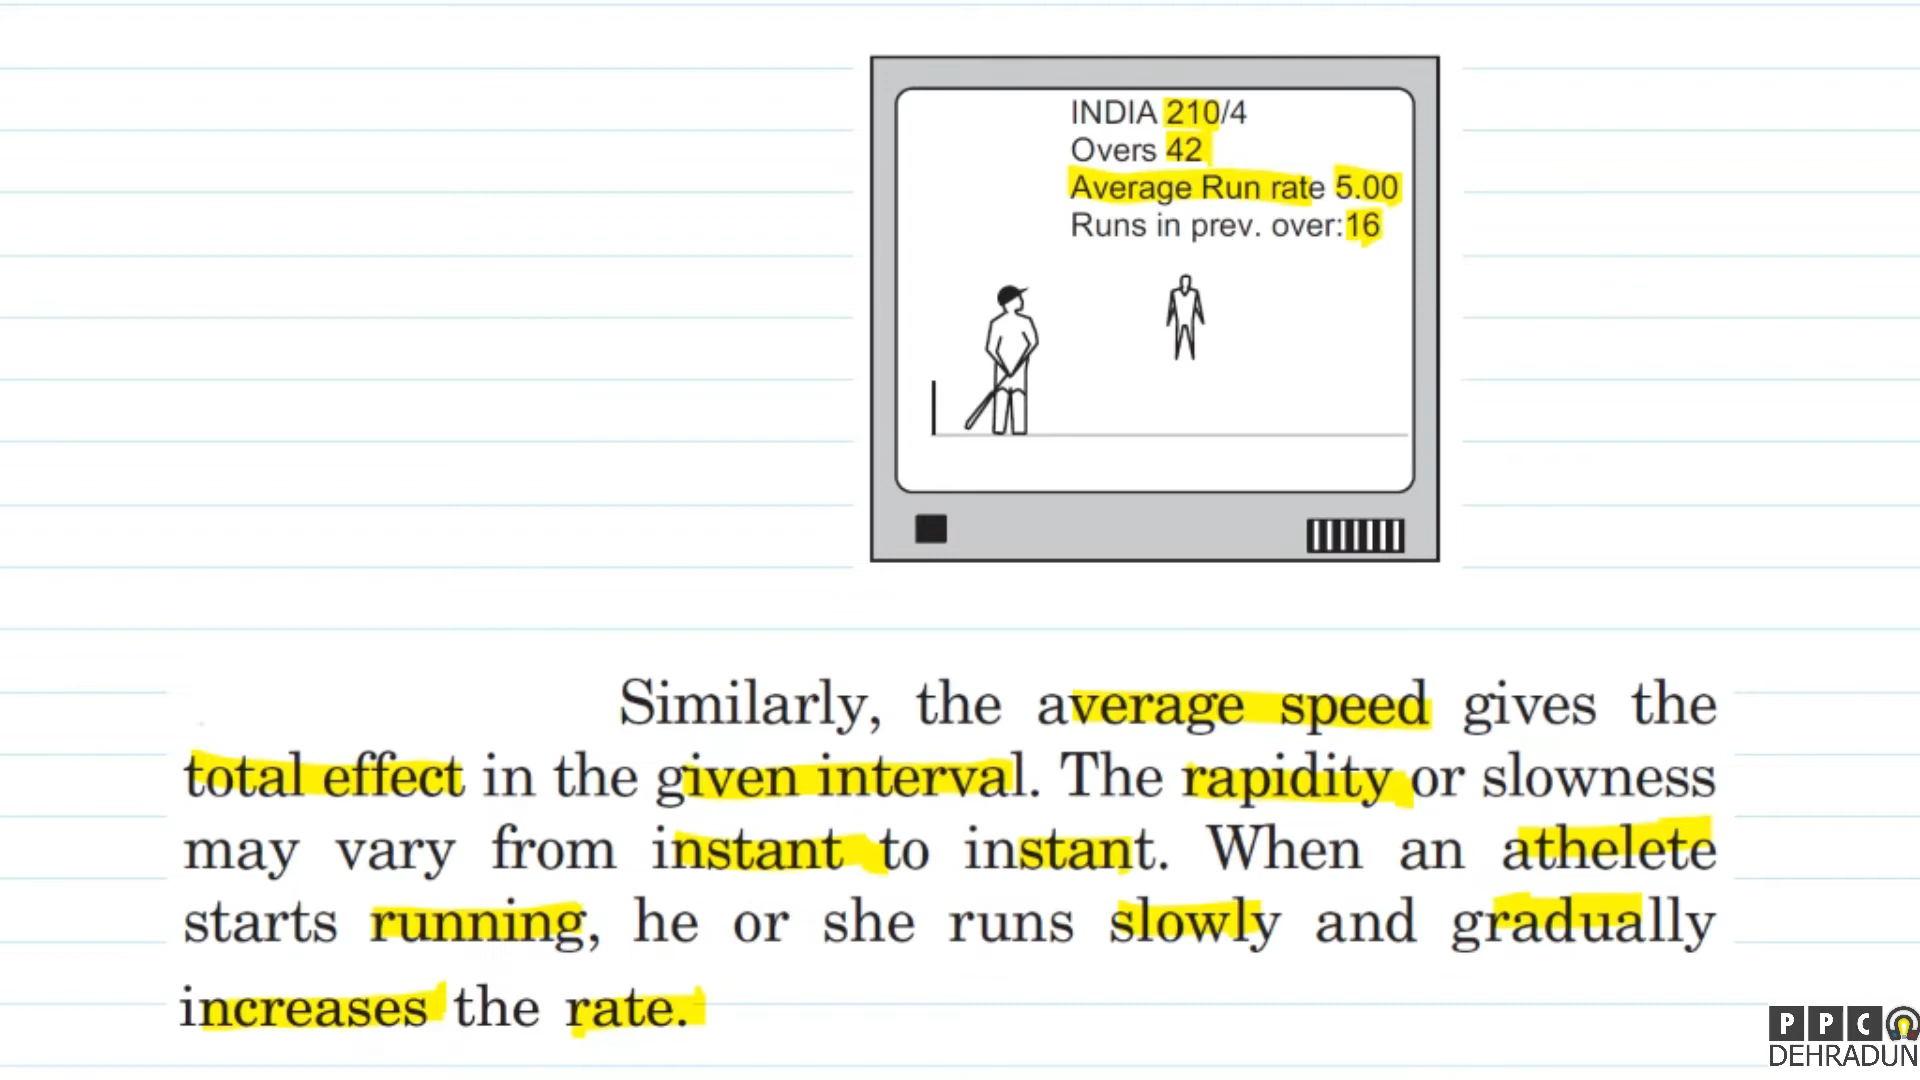 INDIA 210/4
Overs 42
Average Run rate 5.00
Runs in prev. over:16
Similarly, the average speed gives the
total effect in the given interval. The rapidity or slowness
may vary from instant to instant. When an athelete
starts running, he or she runs slowly and gradually
increases the rate.
PPC
DEHRADUN